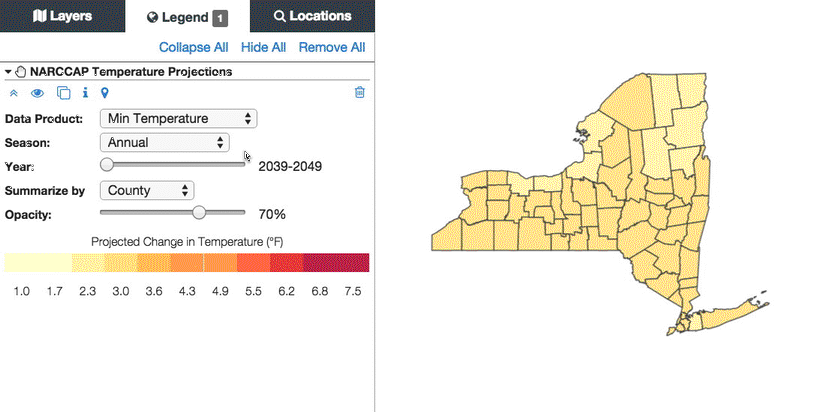 Layers Legend 1 Locations
Collapse All Hide All Remove All
NARCCAP Temperature Projections
Data Product: Min Temperature
Season: Annual
Year: 2039-2049
Summarize by County
Opacity: 70%
Projected Change in Temperature (°F)
1.0 1.7 2.3 3.0 3.6 4.3 4.9 5.5 6.2 6.8 7.5